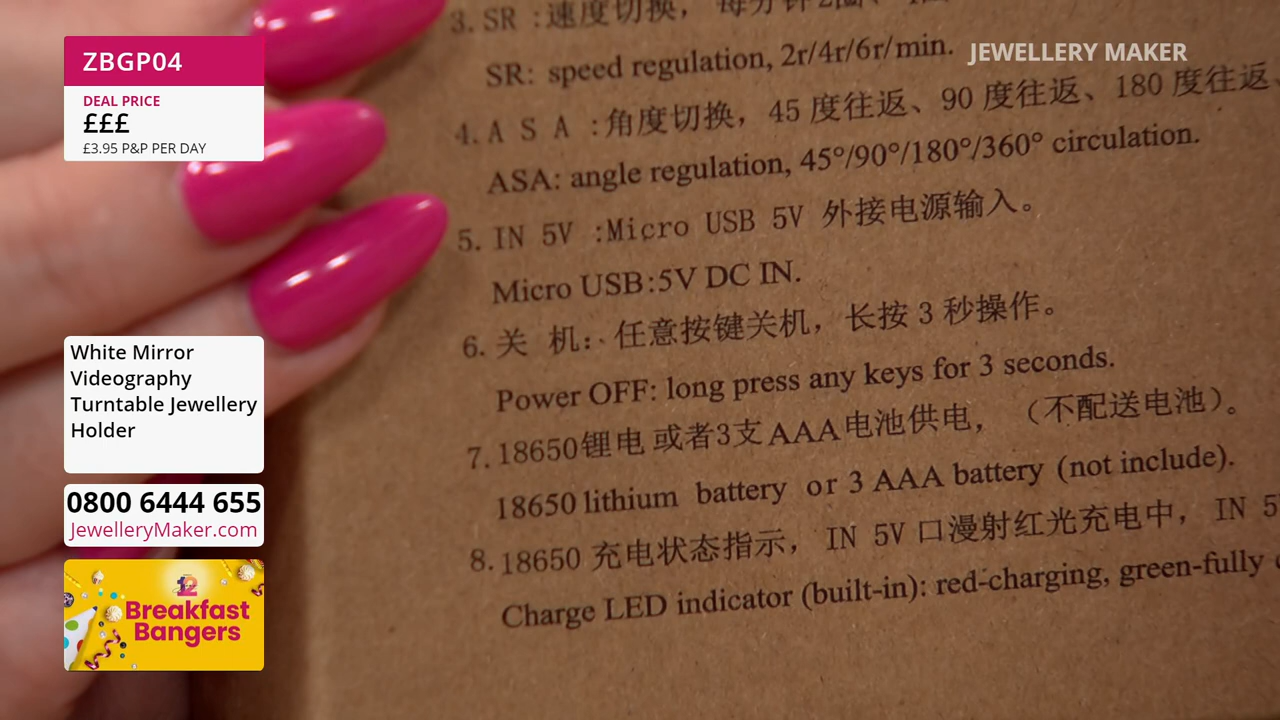 ZBGP04
DEAL PRICE
£££
£3.95 P&P PER DAY
White Mirror
Videography
Turntable Jewellery
Holder
0800 6444 655
JewelleryMaker.com
12
Breakfast
Bangers
JEWELLERY MAKER
3. SR :速度切换,
SR: speed regulation, 2r/4r/6r/min.
4. A S A :角度切换,45 度往返、90 度往返、180 度往返
ASA: angle regulation, 45°/90°/180°/360° circulation.
5. IN 5V :Micro USB 5V 外接电源输入。
Micro USB:5V DC IN.
6. 关 机:· 任意按键关机,长按 3 秒操作。
Power OFF: long press any keys for 3 seconds.
7. 18650锂电 或者3支AAA电池供电, (不配送电池)。
18650 lithium battery or 3 AAA battery (not include).
8. 18650 充电状态指示, IN 5V 口漫射红光充电中, IN 5
Charge LED indicator (built-in): red-charging, green-fully